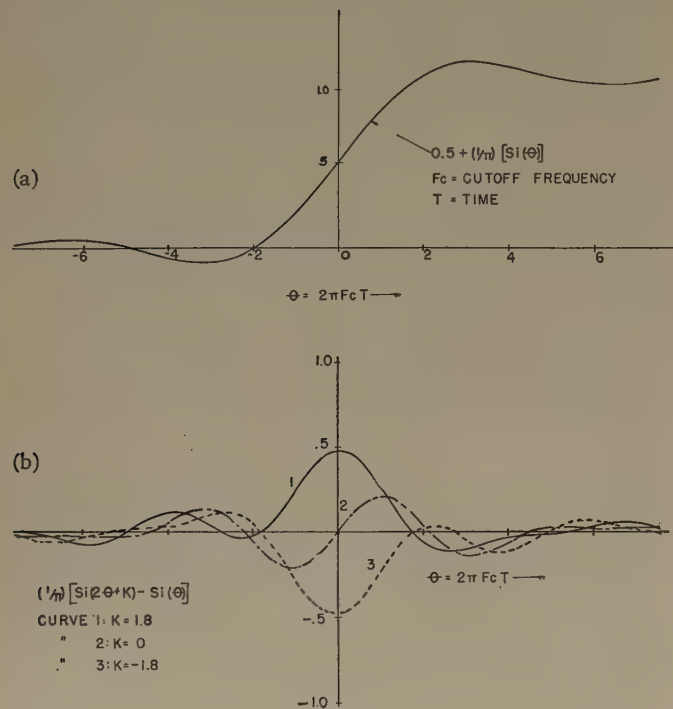 (a)
1.0
.5
0.5 + (1/π) [Si(Θ)]
Fc = CUTOFF FREQUENCY
T = TIME
-6 -4 -2 0 2 4 6
Θ = 2πFcT
(b)
1.0
.5
1
2
3
Θ = 2πFcT
(1/π) [Si(2Θ+K) - Si(Θ)]
CURVE 1: K = 1.8
" 2: K = 0
" 3: K = -1.8
-.5
-1.0